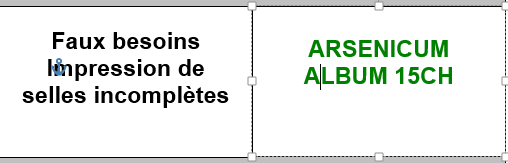 Faux besoins
Impression de
selles incomplètes
ARSENICUM
ALBUM 15CH